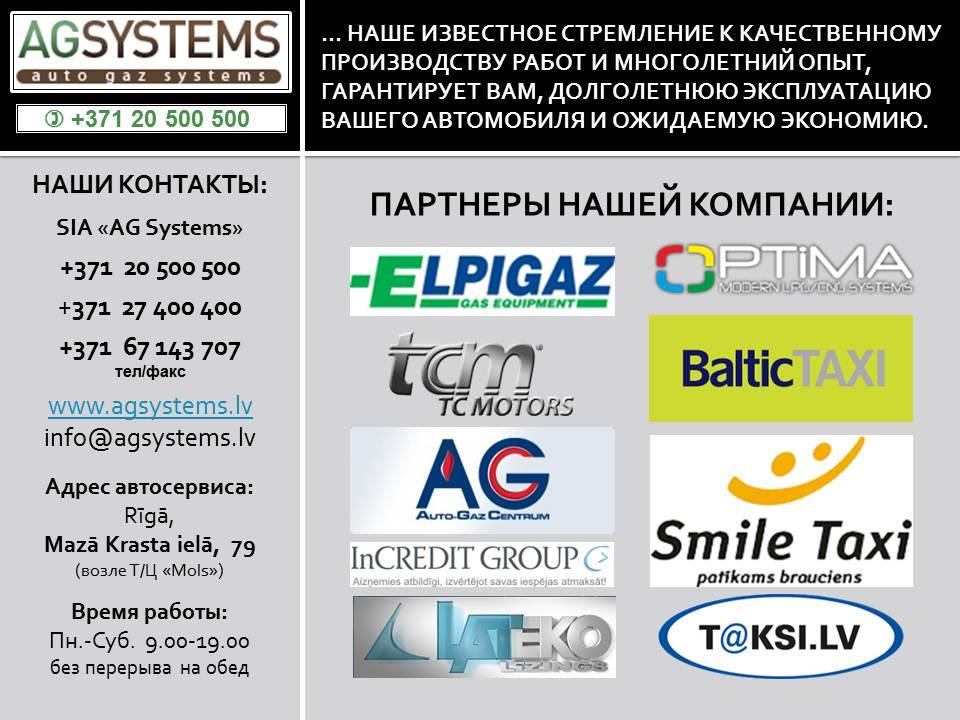 AGSYSTEMS
auto gaz systems
+371 20 500 500
... НАШЕ ИЗВЕСТНОЕ СТРЕМЛЕНИЕ К КАЧЕСТВЕННОМУ
ПРОИЗВОДСТВУ РАБОТ И МНОГОЛЕТНИЙ ОПЫТ,
ГАРАНТИРУЕТ ВАМ, ДОЛГОЛЕТНЮЮ ЭКСПЛУАТАЦИЮ
ВАШЕГО АВТОМОБИЛЯ И ОЖИДАЕМУЮ ЭКОНОМИЮ.
НАШИ КОНТАКТЫ:
SIA «AG Systems»
+371 20 500 500
+371 27 400 400
+371 67 143 707
тел/факс
www.agsystems.lv
info@agsystems.lv
Адрес автосервиса:
Rīgā,
Mazā Krasta ielā, 79
(возле Т/Ц «Mols»)
Время работы:
Пн.-Суб. 9.00-19.00
без перерыва на обед
ПАРТНЕРЫ НАШЕЙ КОМПАНИИ:
ELPIGAZ
GAS EQUIPMENT
OPTiMA
MODERN LPG/CNG SYSTEMS
tcm
TC MOTORS
BalticTAXI
AG
AUTO-GAZ CENTRUM
Smile Taxi
patīkams brauciens
InCREDIT GROUP
Aizņemies atbildīgi, izvērtējot savas iespējas atmaksāt!
LATEKO
LĪZINGS
T@KSI.LV